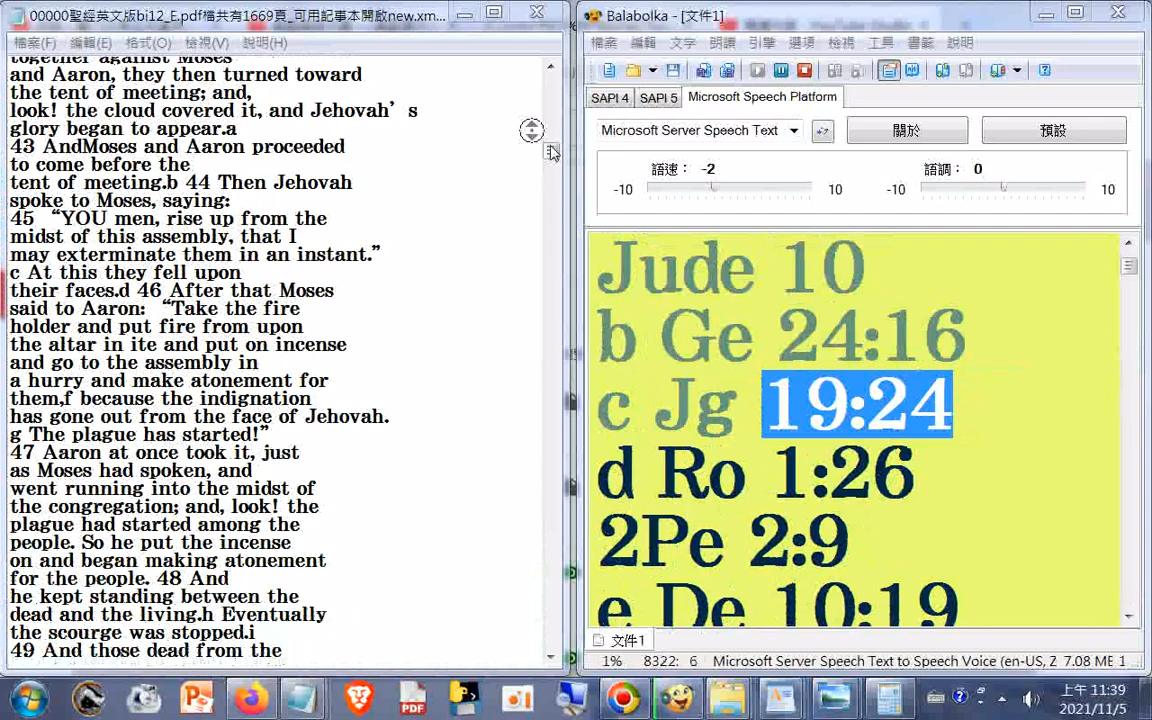 00000聖經英文版bi12_E.pdf檔共有1669頁_可用記事本開啟new.xm...
檔案(F) 編輯(E) 格式(O) 檢視(V) 說明(H)
together against Moses
and Aaron, they then turned toward
the tent of meeting; and,
look! the cloud covered it, and Jehovah’s
glory began to appear.a
43 AndMoses and Aaron proceeded
to come before the
tent of meeting.b 44 Then Jehovah
spoke to Moses, saying:
45 “YOU men, rise up from the
midst of this assembly, that I
may exterminate them in an instant.”
c At this they fell upon
their faces.d 46 After that Moses
said to Aaron: “Take the fire
holder and put fire from upon
the altar in ite and put on incense
and go to the assembly in
a hurry and make atonement for
them,f because the indignation
has gone out from the face of Jehovah.
g The plague has started!”
47 Aaron at once took it, just
as Moses had spoken, and
went running into the midst of
the congregation; and, look! the
plague had started among the
people. So he put the incense
on and began making atonement
for the people. 48 And
he kept standing between the
dead and the living.h Eventually
the scourge was stopped.i
49 And those dead from the
Balabolka - [文件1]
檔案 編輯 文字 朗讀 引擎 選項 檢視 工具 書籤 說明
SAPI 4 SAPI 5 Microsoft Speech Platform
Microsoft Server Speech Text 關於 預設
語速: -2 語調: 0
-10 10 -10 10
Jude 10
b Ge 24:16
c Jg 19:24
d Ro 1:26
2Pe 2:9
e De 10:19
文件1
1% 8322: 6 Microsoft Server Speech Text to Speech Voice (en-US, Z 7.08 ME 1
PDF
上午 11:39
2021/11/5